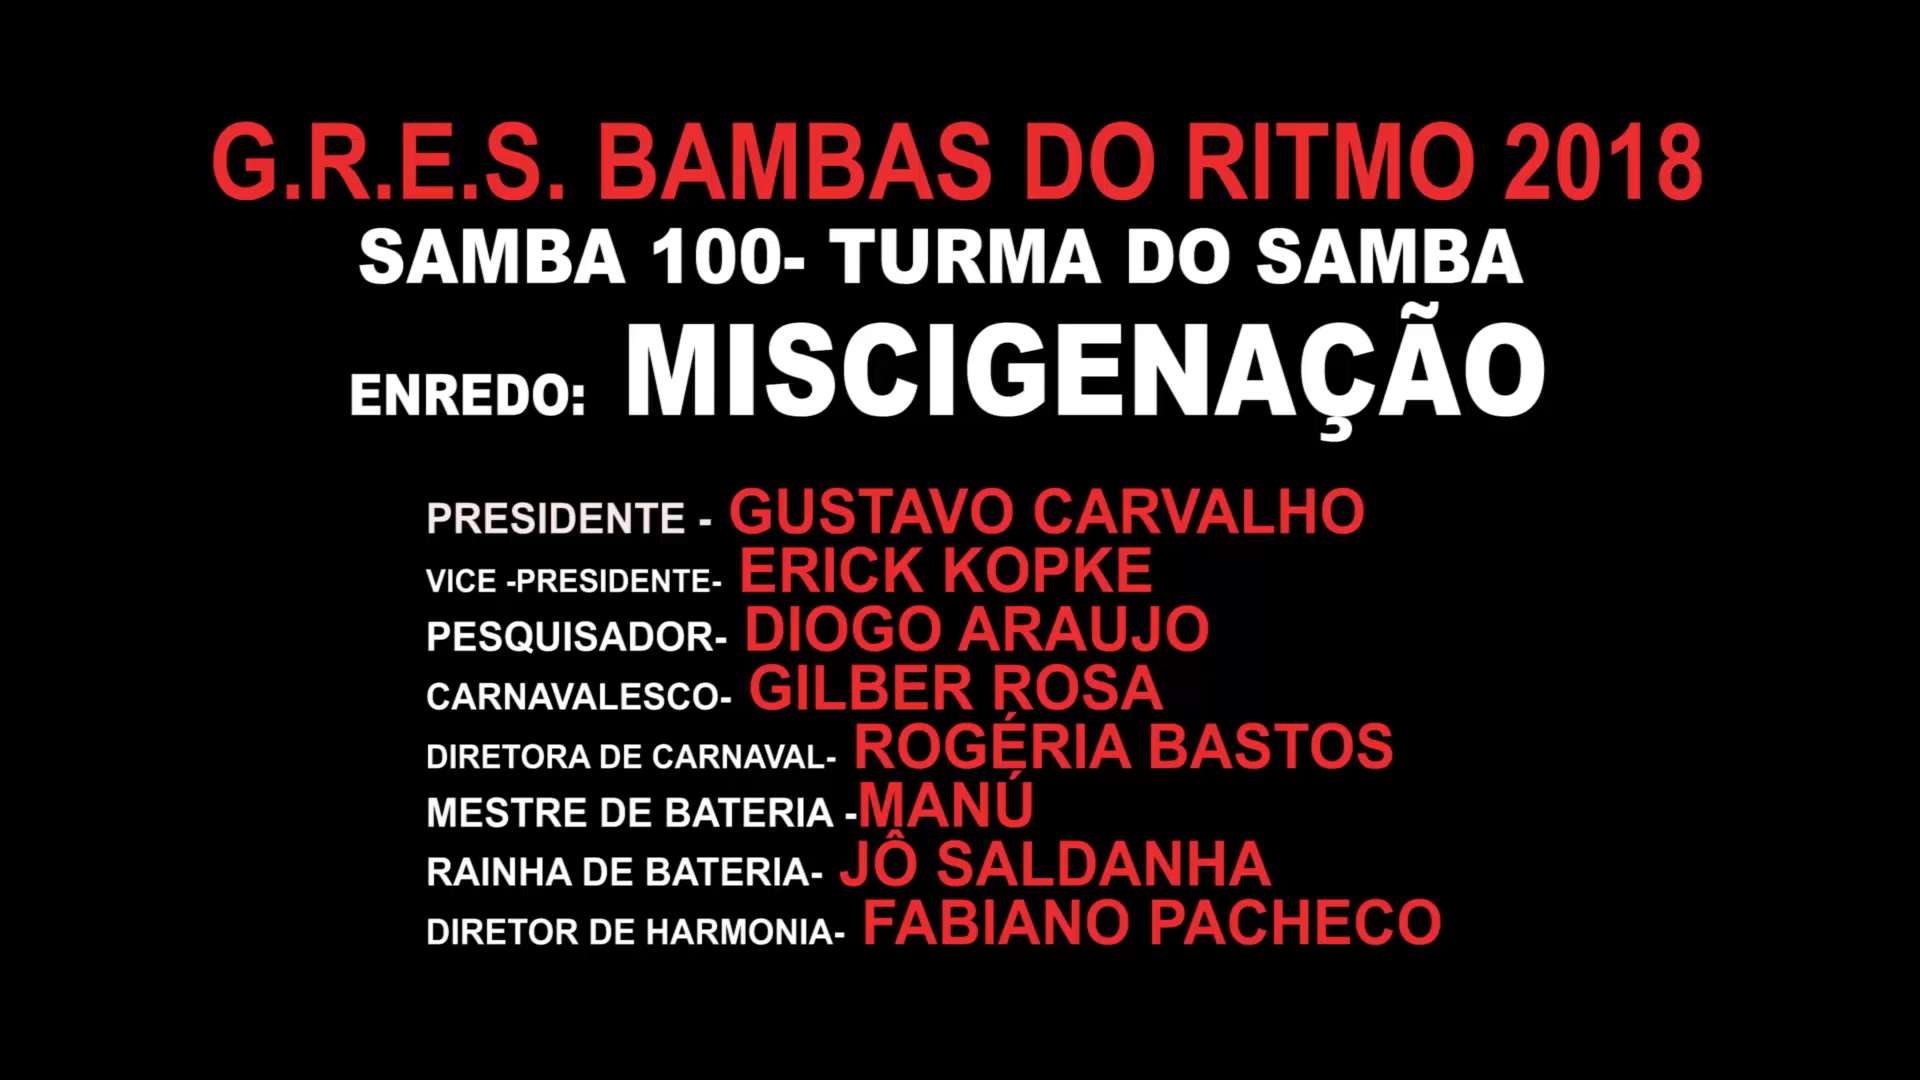 G.R.E.S. BAMBAS DO RITMO 2018
SAMBA 100- TURMA DO SAMBA
ENREDO: MISCIGENAÇÃO
PRESIDENTE - GUSTAVO CARVALHO
VICE -PRESIDENTE- ERICK KOPKE
PESQUISADOR- DIOGO ARAUJO
CARNAVALESCO- GILBER ROSA
DIRETORA DE CARNAVAL- ROGÉRIA BASTOS
MESTRE DE BATERIA -MANÚ
RAINHA DE BATERIA- JÔ SALDANHA
DIRETOR DE HARMONIA- FABIANO PACHECO